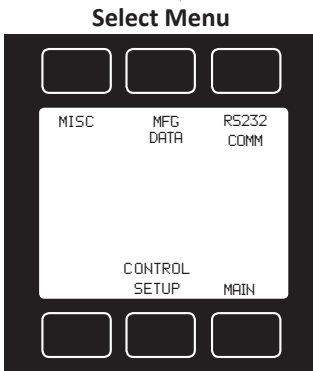 Select Menu
MISC MFG RS232
DATA COMM
CONTROL
SETUP MAIN